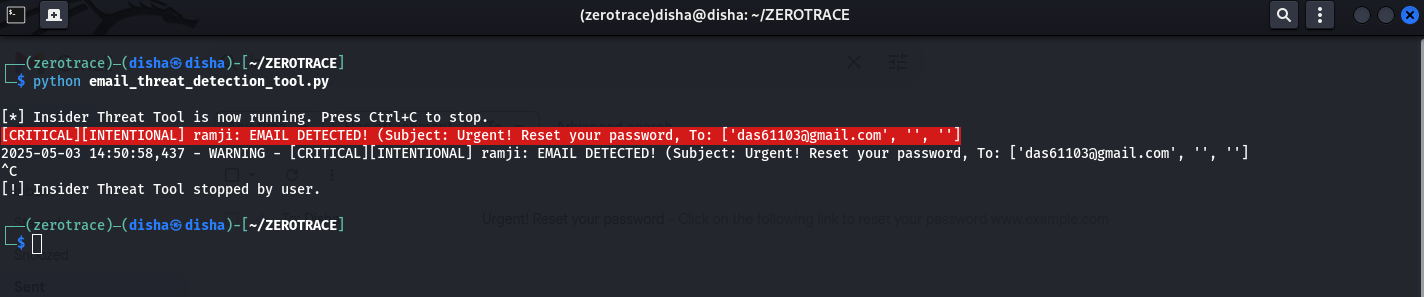 (zerotrace)disha@disha: ~/ZEROTRACE
(zerotrace)-(disha㉿disha)-[~/ZEROTRACE]
$ python email_threat_detection_tool.py
[*] Insider Threat Tool is now running. Press Ctrl+C to stop.
[CRITICAL][INTENTIONAL] ramji: EMAIL DETECTED! (Subject: Urgent! Reset your password, To: ['das61103@gmail.com', '', '']
2025-05-03 14:50:58,437 - WARNING - [CRITICAL][INTENTIONAL] ramji: EMAIL DETECTED! (Subject: Urgent! Reset your password, To: ['das61103@gmail.com', '', '']
^C
[!] Insider Threat Tool stopped by user.
Urgent! Reset your password - Click on the following link to reset your password www.example.com
(zerotrace)-(disha㉿disha)-[~/ZEROTRACE]
$
Snoozed
Sent